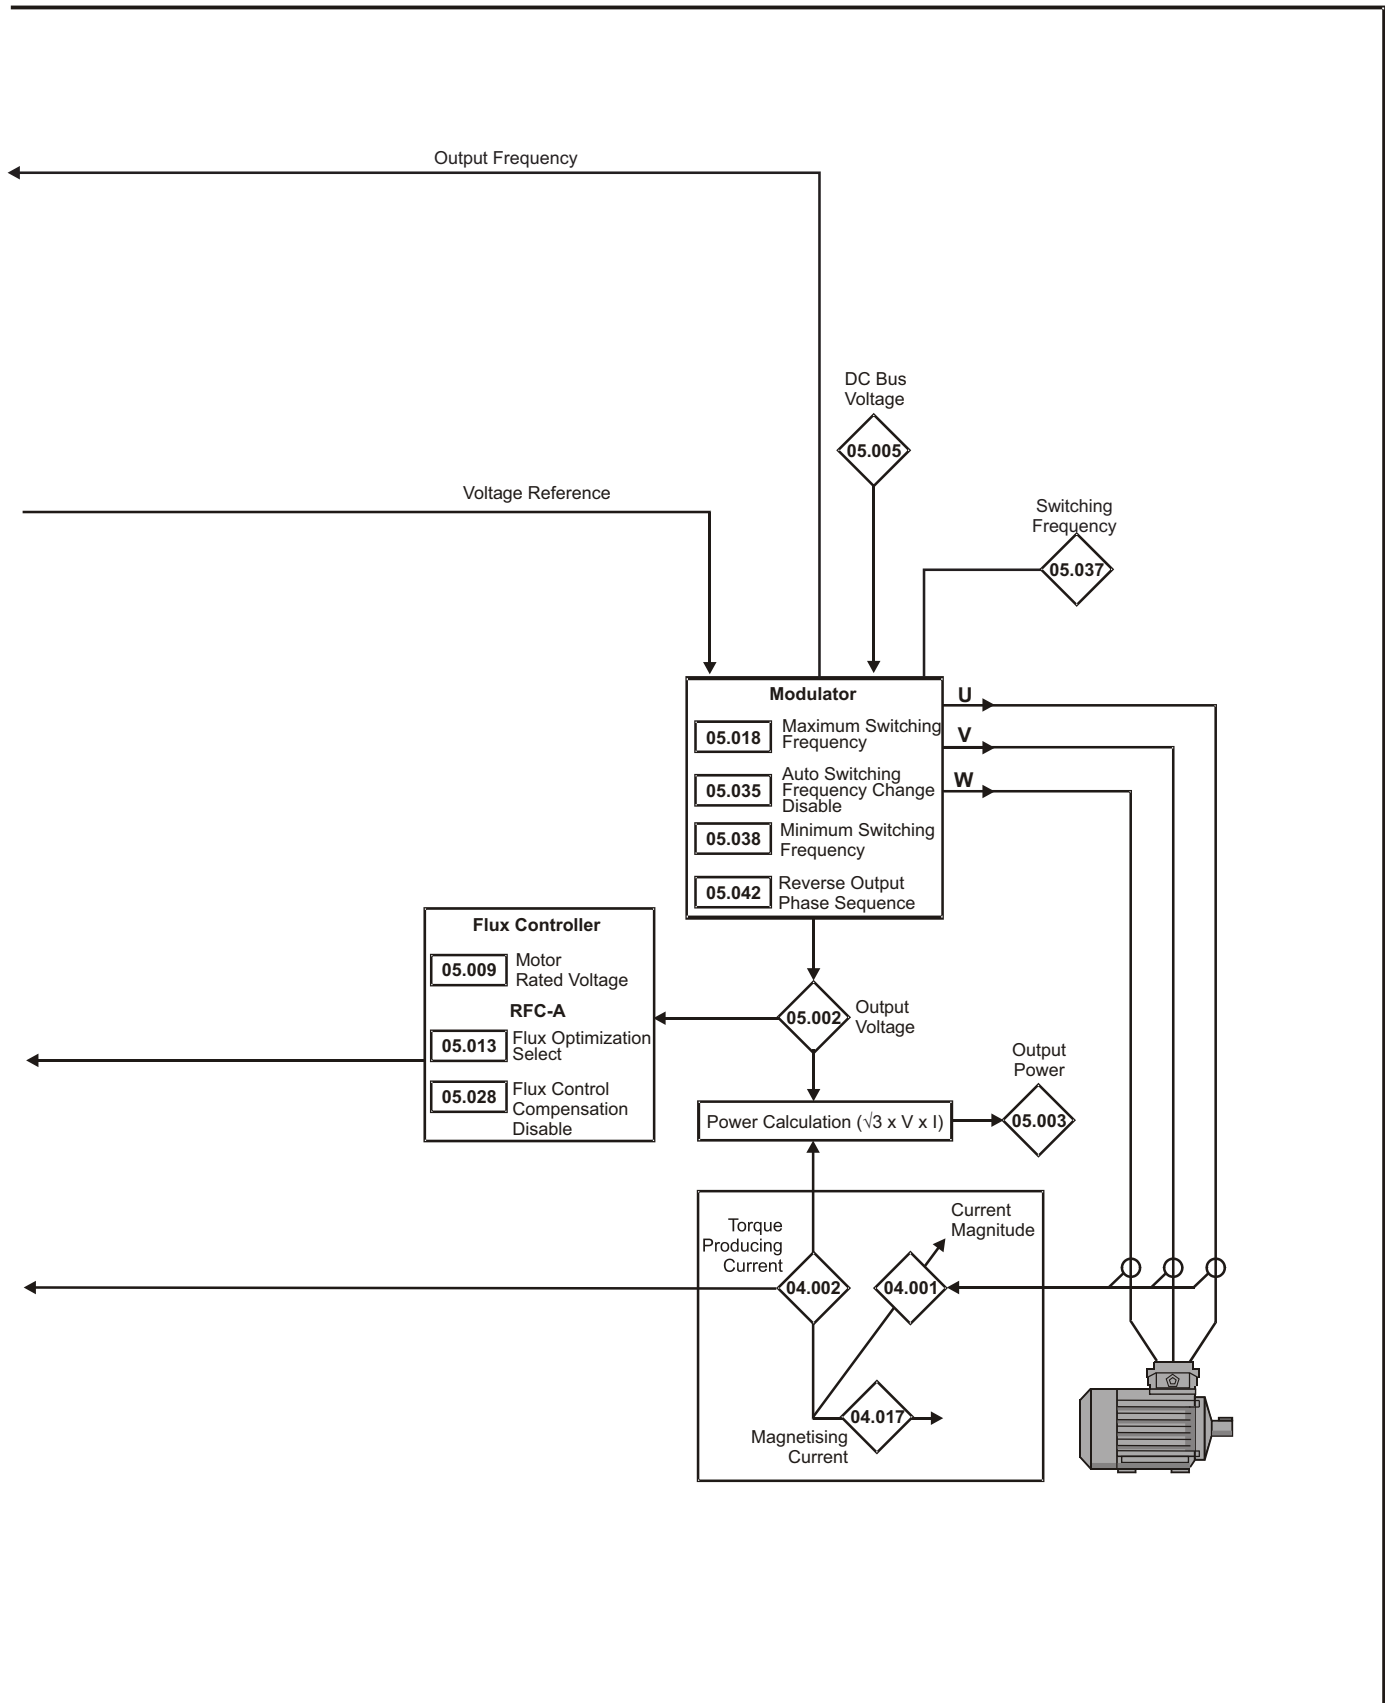 Output Frequency
DC Bus
Voltage
05.005
Voltage Reference
Switching
Frequency
05.037
Modulator
05.018
Maximum Switching
Frequency
05.035
Auto Switching
Frequency Change
Disable
05.038
Minimum Switching
Frequency
05.042
Reverse Output
Phase Sequence
U
V
W
Flux Controller
05.009
Motor
Rated Voltage
RFC-A
05.013
Flux Optimization
Select
05.028
Flux Control
Compensation
Disable
05.002
Output
Voltage
Output
Power
Power Calculation (√3 x V x I)
05.003
Torque
Producing
Current
04.002
Current
Magnitude
04.001
04.017
Magnetising
Current